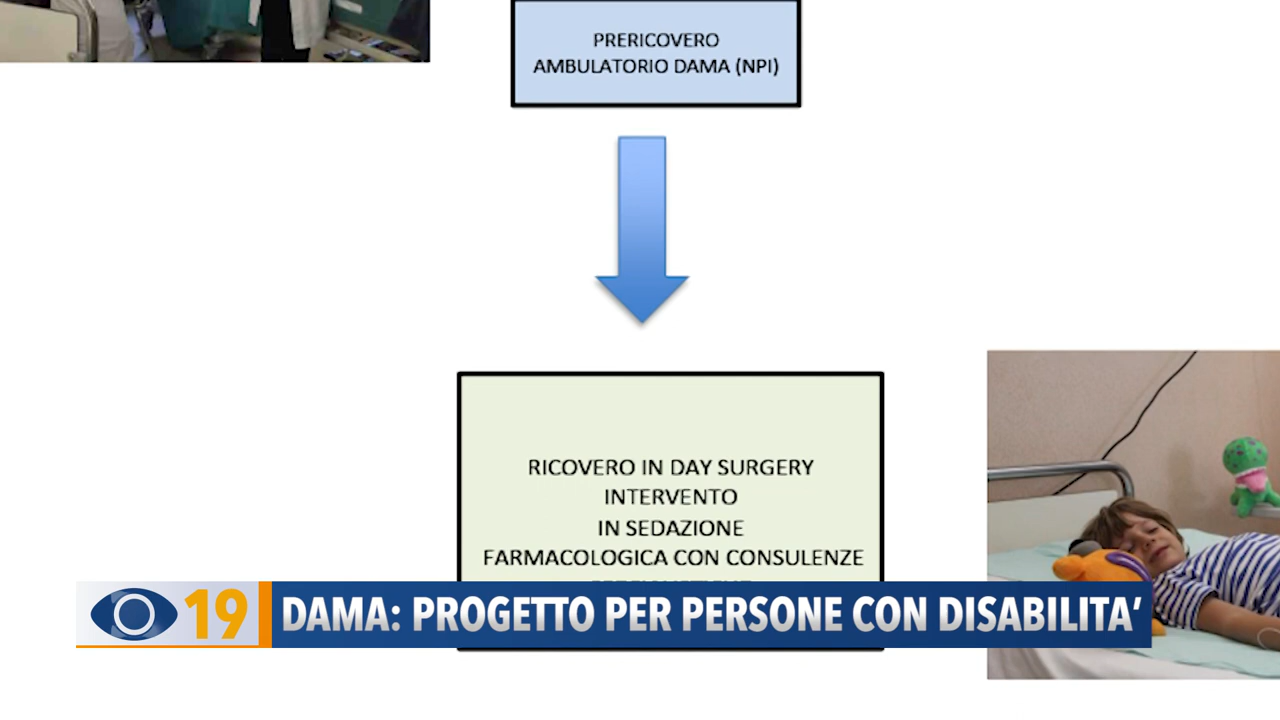 PRERICOVERO
AMBULATORIO DAMA (NPI)
RICOVERO IN DAY SURGERY
INTERVENTO
IN SEDAZIONE
FARMACOLOGICA CON CONSULENZE
19
DAMA: PROGETTO PER PERSONE CON DISABILITA’